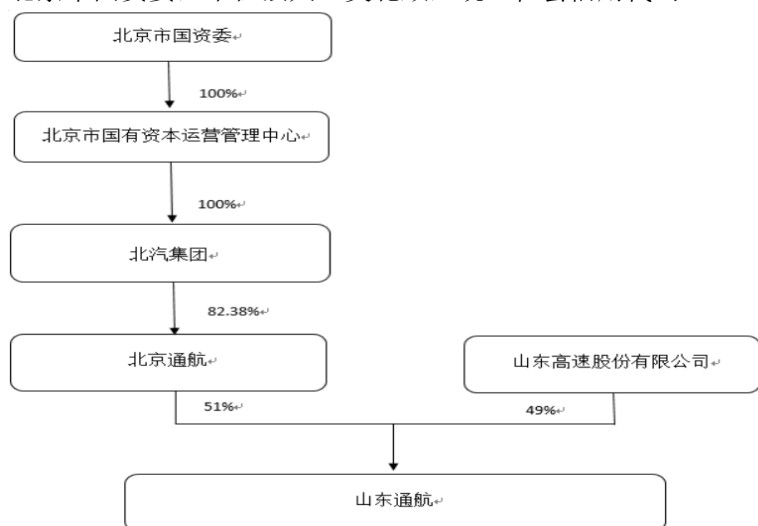 北京市国资委
100%
北京市国有资本运营管理中心
100%
北汽集团
82.38%
北京通航
山东高速股份有限公司
51%
49%
山东通航